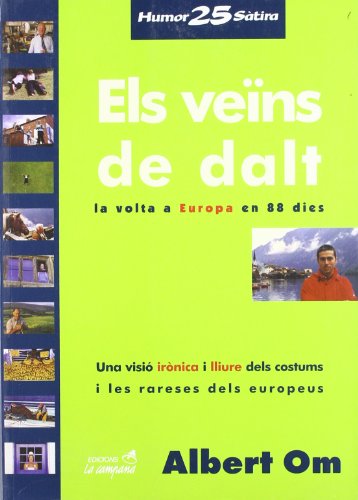 Humor 25 Sàtira
Els veïns
de dalt
la volta a Europa en 88 dies
Una visió irònica i lliure dels costums
i les rareses dels europeus
EDICIONS
La Campana
Albert Om